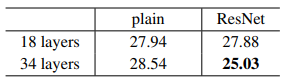 plain ResNet
18 layers 27.94 27.88
34 layers 28.54 25.03